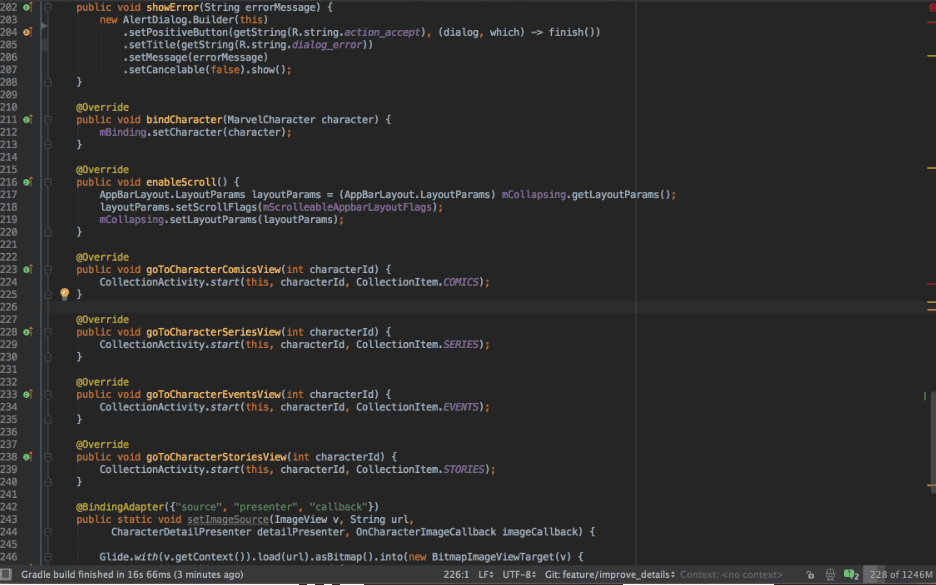 202 public void showError(String errorMessage) {
203 new AlertDialog.Builder(this)
204 .setPositiveButton(getString(R.string.action_accept), (dialog, which) -> finish())
205 .setTitle(getString(R.string.dialog_error))
206 .setMessage(errorMessage)
207 .setCancelable(false).show();
208 }
209
210 @Override
211 public void bindCharacter(MarvelCharacter character) {
212 mBinding.setCharacter(character);
213 }
214
215 @Override
216 public void enableScroll() {
217 AppBarLayout.LayoutParams layoutParams = (AppBarLayout.LayoutParams) mCollapsing.getLayoutParams();
218 layoutParams.setScrollFlags(mScrolleableAppbarLayoutFlags);
219 mCollapsing.setLayoutParams(layoutParams);
220 }
221
222 @Override
223 public void goToCharacterComicsView(int characterId) {
224 CollectionActivity.start(this, characterId, CollectionItem.COMICS);
225 }
226
227 @Override
228 public void goToCharacterSeriesView(int characterId) {
229 CollectionActivity.start(this, characterId, CollectionItem.SERIES);
230 }
231
232 @Override
233 public void goToCharacterEventsView(int characterId) {
234 CollectionActivity.start(this, characterId, CollectionItem.EVENTS);
235 }
236
237 @Override
238 public void goToCharacterStoriesView(int characterId) {
239 CollectionActivity.start(this, characterId, CollectionItem.STORIES);
240 }
241
242 @BindingAdapter({"source", "presenter", "callback"})
243 public static void setImageSource(ImageView v, String url,
244 CharacterDetailPresenter detailPresenter, OnCharacterImageCallback imageCallback) {
245
246 Glide.with(v.getContext()).load(url).asBitmap().into(new BitmapImageViewTarget(v) {
Gradle build finished in 16s 66ms (3 minutes ago) 226:1 LF UTF-8 Git: feature/improve_details Context: <no context> 2 228 of 1246M